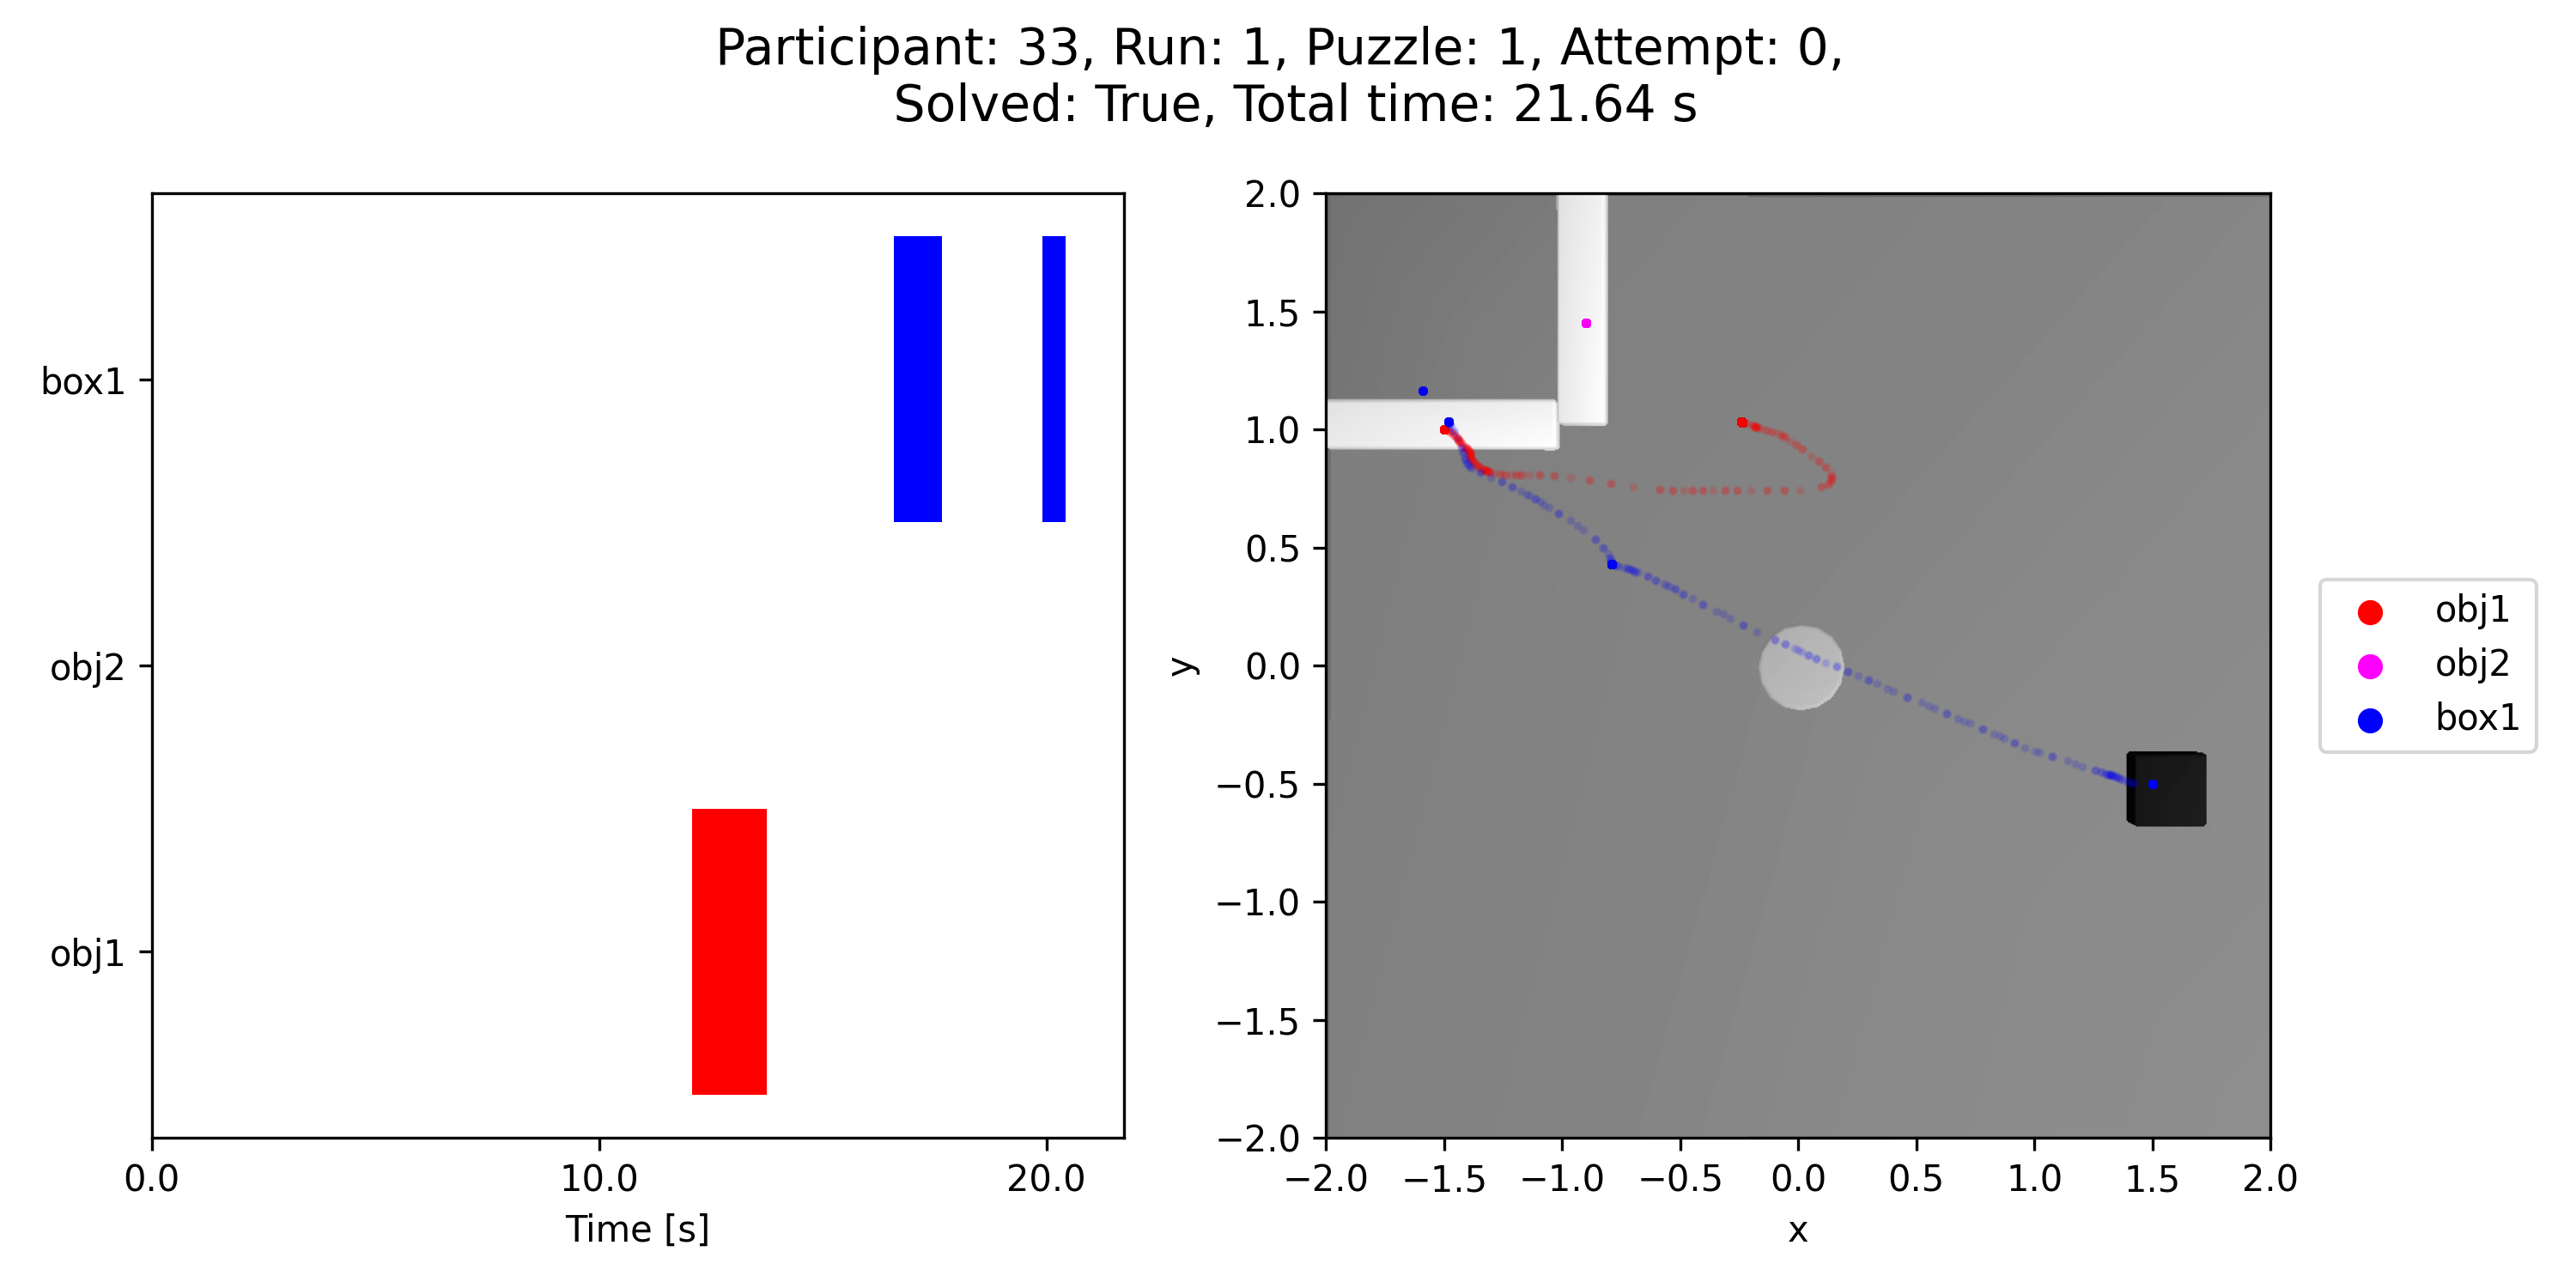 Participant: 33, Run: 1, Puzzle: 1, Attempt: 0,
Solved: True, Total time: 21.64 s
box1
obj2
obj1
0.0 10.0 20.0
Time [s]
2.0
1.5
1.0
0.5
0.0
−0.5
−1.0
−1.5
−2.0
y
−2.0 −1.5 −1.0 −0.5 0.0 0.5 1.0 1.5 2.0
x
obj1
obj2
box1